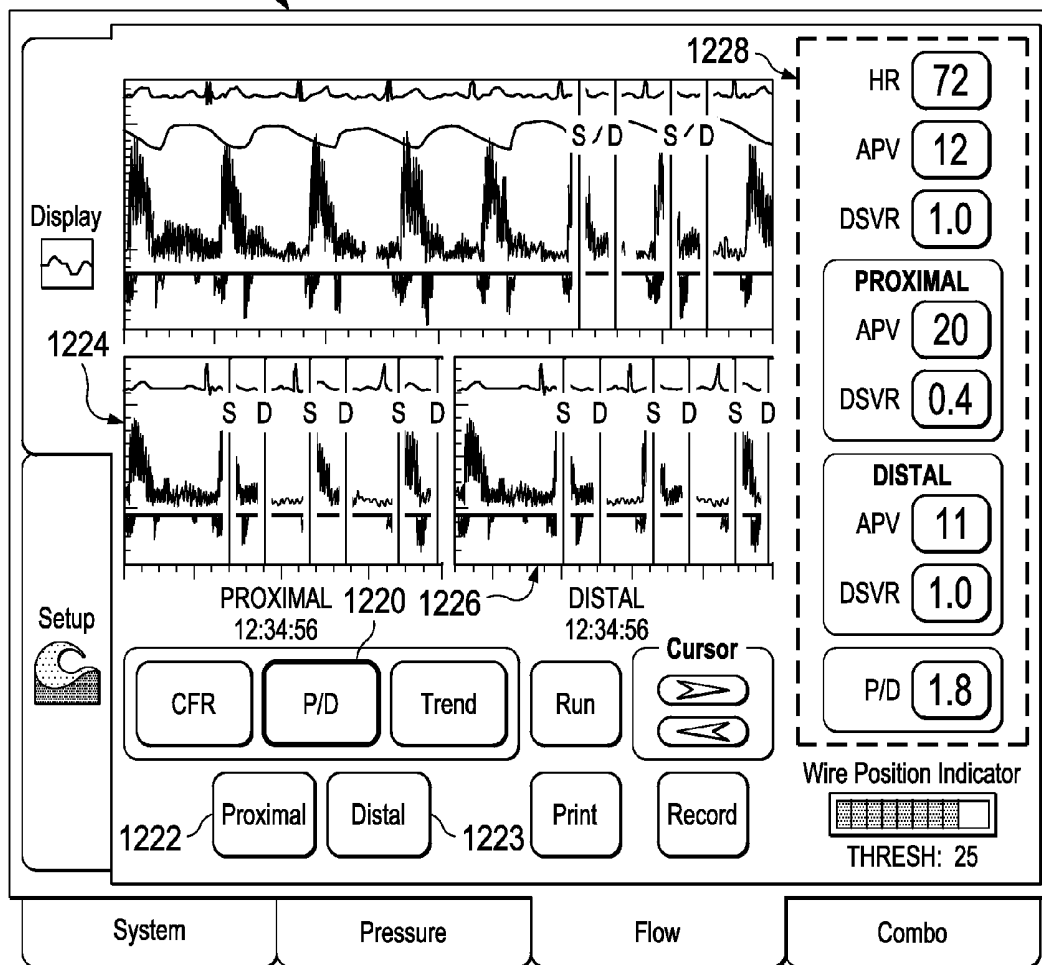 1228
HR 72
APV 12
DSVR 1.0
S D S D
Display
PROXIMAL
APV 20
DSVR 0.4
1224
S D S D S D
S D S D S D
DISTAL
APV 11
DSVR 1.0
PROXIMAL
12:34:56
1220
1226
DISTAL
12:34:56
Setup
CFR
P/D
Trend
Run
Cursor
P/D 1.8
1222
Proximal
Distal
1223
Print
Record
Wire Position Indicator
THRESH: 25
System
Pressure
Flow
Combo